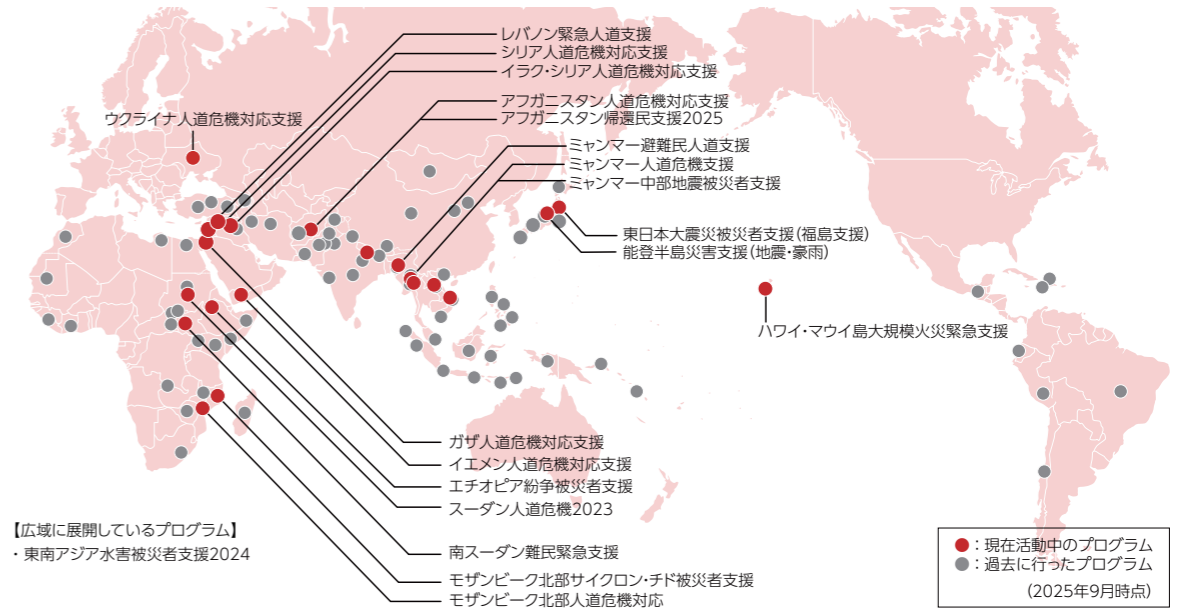 レバノン緊急人道支援
シリア人道危機対応支援
イラク・シリア人道危機対応支援
アフガニスタン人道危機対応支援
アフガニスタン帰還民支援2025
ウクライナ人道危機対応支援
ミャンマー避難民人道支援
ミャンマー人道危機支援
ミャンマー中部地震被災者支援
東日本大震災被災者支援(福島支援)
能登半島災害支援(地震・豪雨)
ハワイ・マウイ島大規模火災緊急支援
ガザ人道危機対応支援
イエメン人道危機対応支援
エチオピア紛争被災者支援
スーダン人道危機2023
南スーダン難民緊急支援
モザンビーク北部サイクロン・チド被災者支援
モザンビーク北部人道危機対応
【広域に展開しているプログラム】
・東南アジア水害被災者支援2024
：現在活動中のプログラム
：過去に行ったプログラム
(2025年9月時点)